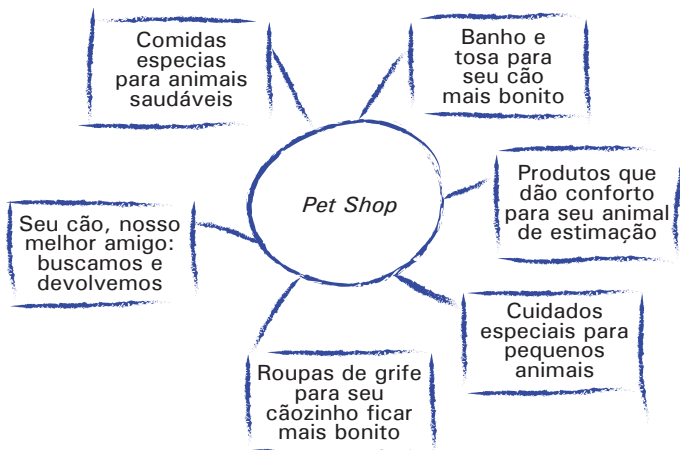 Comidas
especias
para animais
saudáveis
Banho e
tosa para
seu cão
mais bonito
Pet Shop
Produtos que
dão conforto
para seu animal
de estimação
Seu cão, nosso
melhor amigo:
buscamos e
devolvemos
Cuidados
especiais para
pequenos
animais
Roupas de grife
para seu
cãozinho ficar
mais bonito